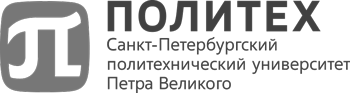 ПОЛИТЕХ
Санкт-Петербургский
политехнический университет
Петра Великого